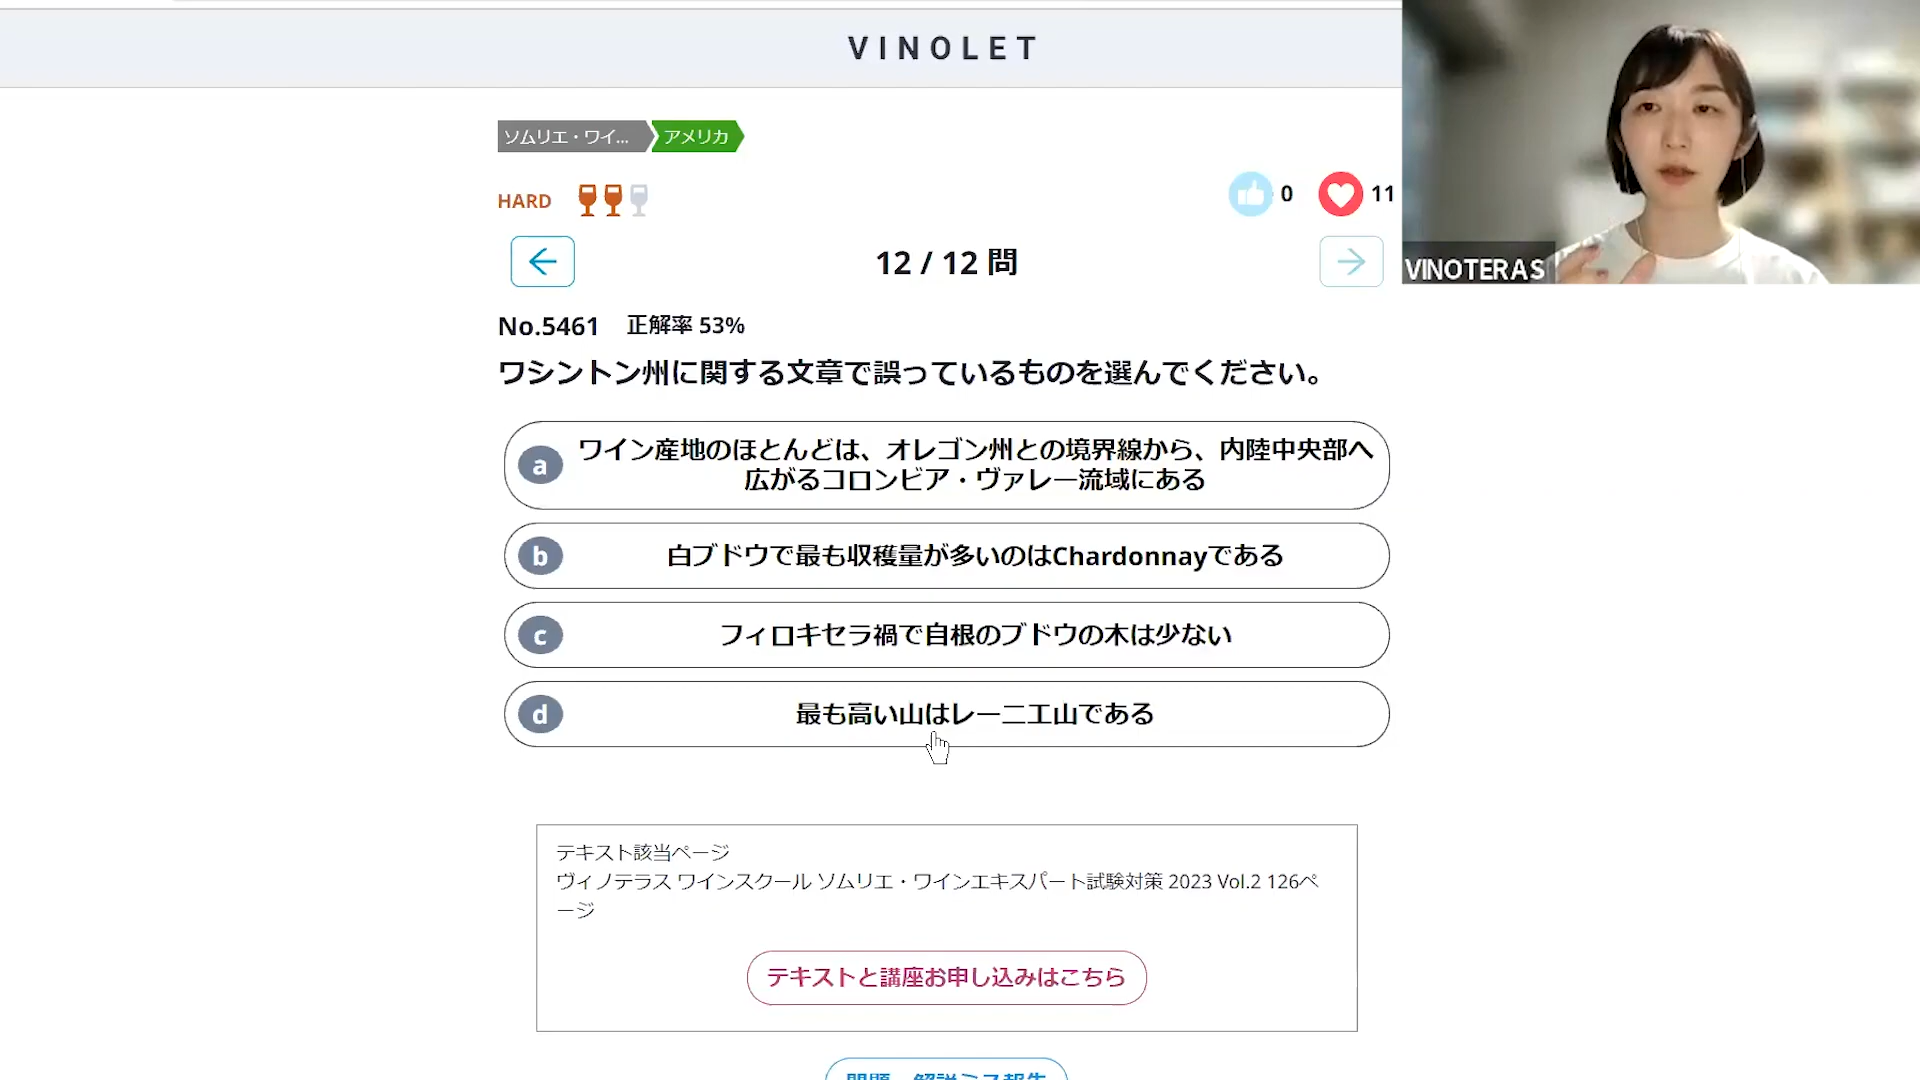 VINOLET
ソムリエ・ワイ...
アメリカ
HARD
0
11
12 / 12 問
VINOTERAS
No.5461 正解率 53%
ワシントン州に関する文章で誤っているものを選んでください。
a
ワイン産地のほとんどは、オレゴン州との境界線から、内陸中央部へ
広がるコロンビア・ヴァレー流域にある
b
白ブドウで最も収穫量が多いのはChardonnayである
c
フィロキセラ禍で自根のブドウの木は少ない
d
最も高い山はレーニエ山である
テキスト該当ページ
ヴィノテラス ワインスクール ソムリエ・ワインエキスパート試験対策 2023 Vol.2 126ペ
ージ
テキストと講座お申し込みはこちら
問題・解説ミス報告